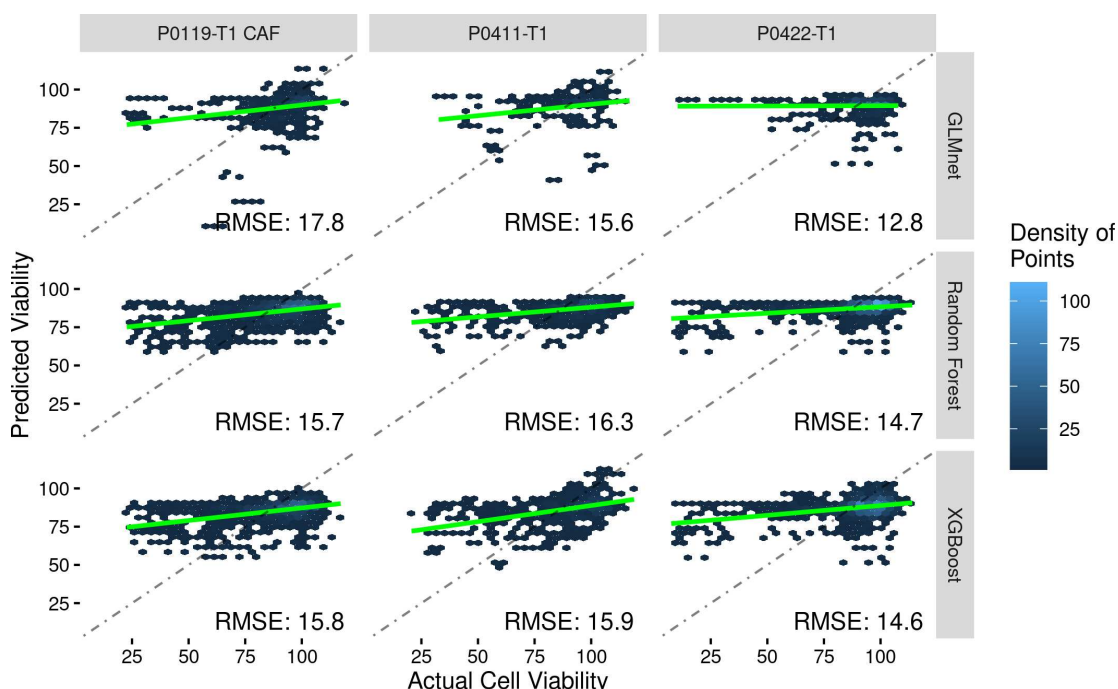 P0119-T1 CAF
P0411-T1
P0422-T1
100
75
50
25
RMSE: 17.8
RMSE: 15.6
RMSE: 12.8
GLMnet
100
75
50
25
RMSE: 15.7
RMSE: 16.3
RMSE: 14.7
Random Forest
100
75
50
25
RMSE: 15.8
RMSE: 15.9
RMSE: 14.6
XGBoost
25 50 75 100
25 50 75 100
25 50 75 100
Predicted Viability
Actual Cell Viability
Density of
Points
100
75
50
25